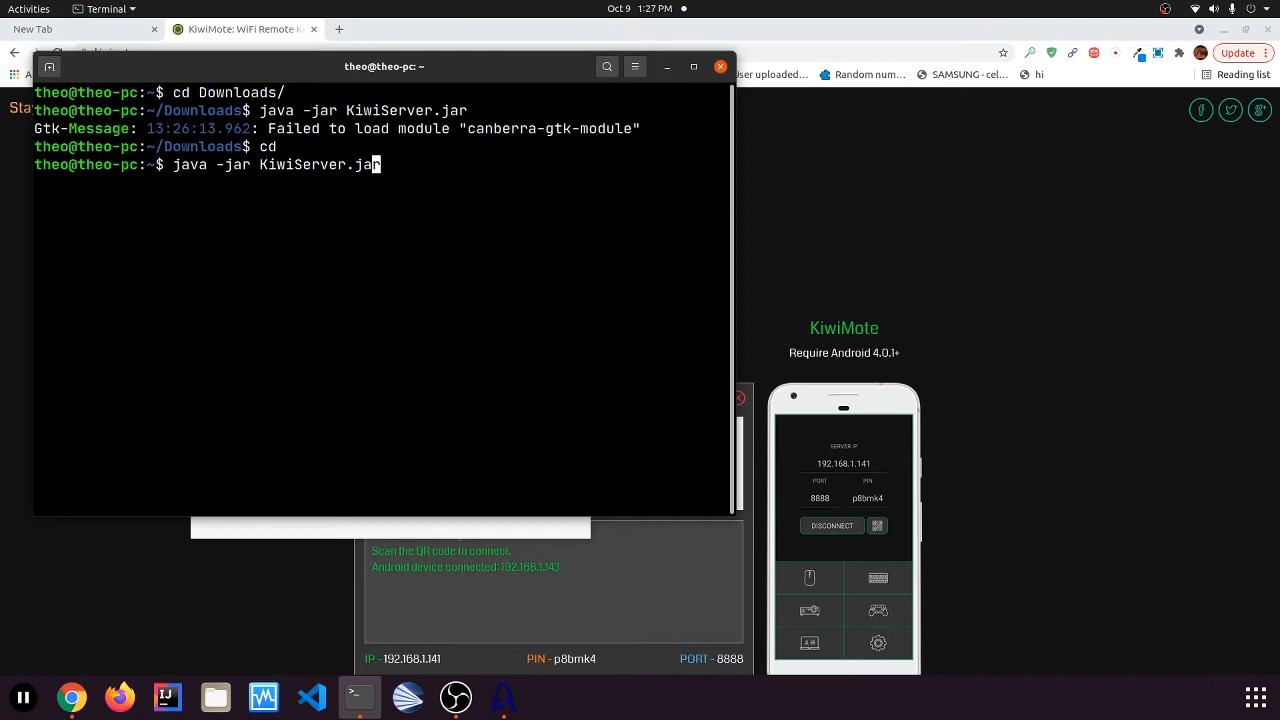 Activities
Terminal
Oct 9 1:27 PM
New Tab
KiwiMote: WiFi Remote K
theo@theo-pc: ~
Update
User uploaded...
Random num...
SAMSUNG - cel...
hi
Reading list
theo@theo-pc:~$ cd Downloads/
theo@theo-pc:~/Downloads$ java -jar KiwiServer.jar
Gtk-Message: 13:26:13.962: Failed to load module "canberra-gtk-module"
theo@theo-pc:~/Downloads$ cd
theo@theo-pc:~$ java -jar KiwiServer.jar
KiwiMote
Require Android 4.0.1+
SERVER IP
192.168.1.141
PORT PIN
8888 p8bmk4
DISCONNECT
Scan the QR code to connect.
Android device connected: 192.168.1.143
IP - 192.168.1.141 PIN - p8bmk4 PORT - 8888